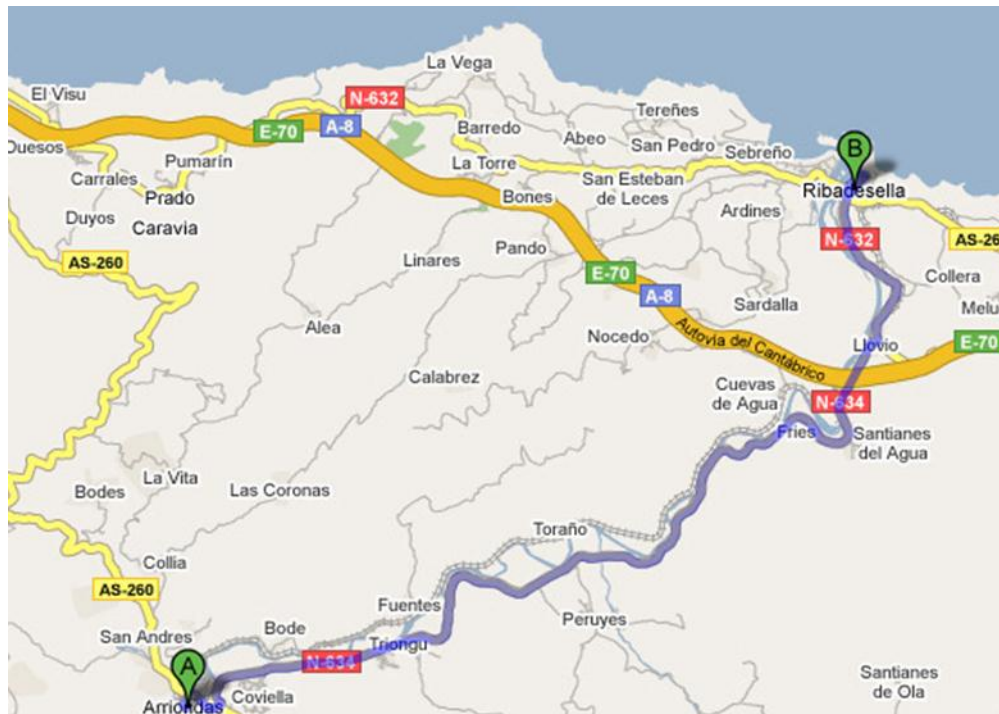 La Vega
El Visu
N-632
Tereñes
E-70
A-8
Barredo
Abeo
San Pedro
Sebreño
B
Duesos
Pumarín
La Torre
Carrales
San Esteban
de Leces
Ribadesella
Prado
Bones
Duyos
Caravia
Ardines
N-632
AS-26
AS-260
Linares
Pando
E-70
Collera
A-8
Sardalla
Melu
Alea
Nocedo
Autovía del Cantábrico
Llovio
E-70
Calabrez
Cuevas
de Agua
N-634
Fries
Santianes
del Agua
La Vita
Bodes
Las Coronas
Toraño
Collia
AS-260
Fuentes
Peruyes
San Andres
Bode
Triongu
A
N-634
Santianes
de Ola
Coviella
Arriondas